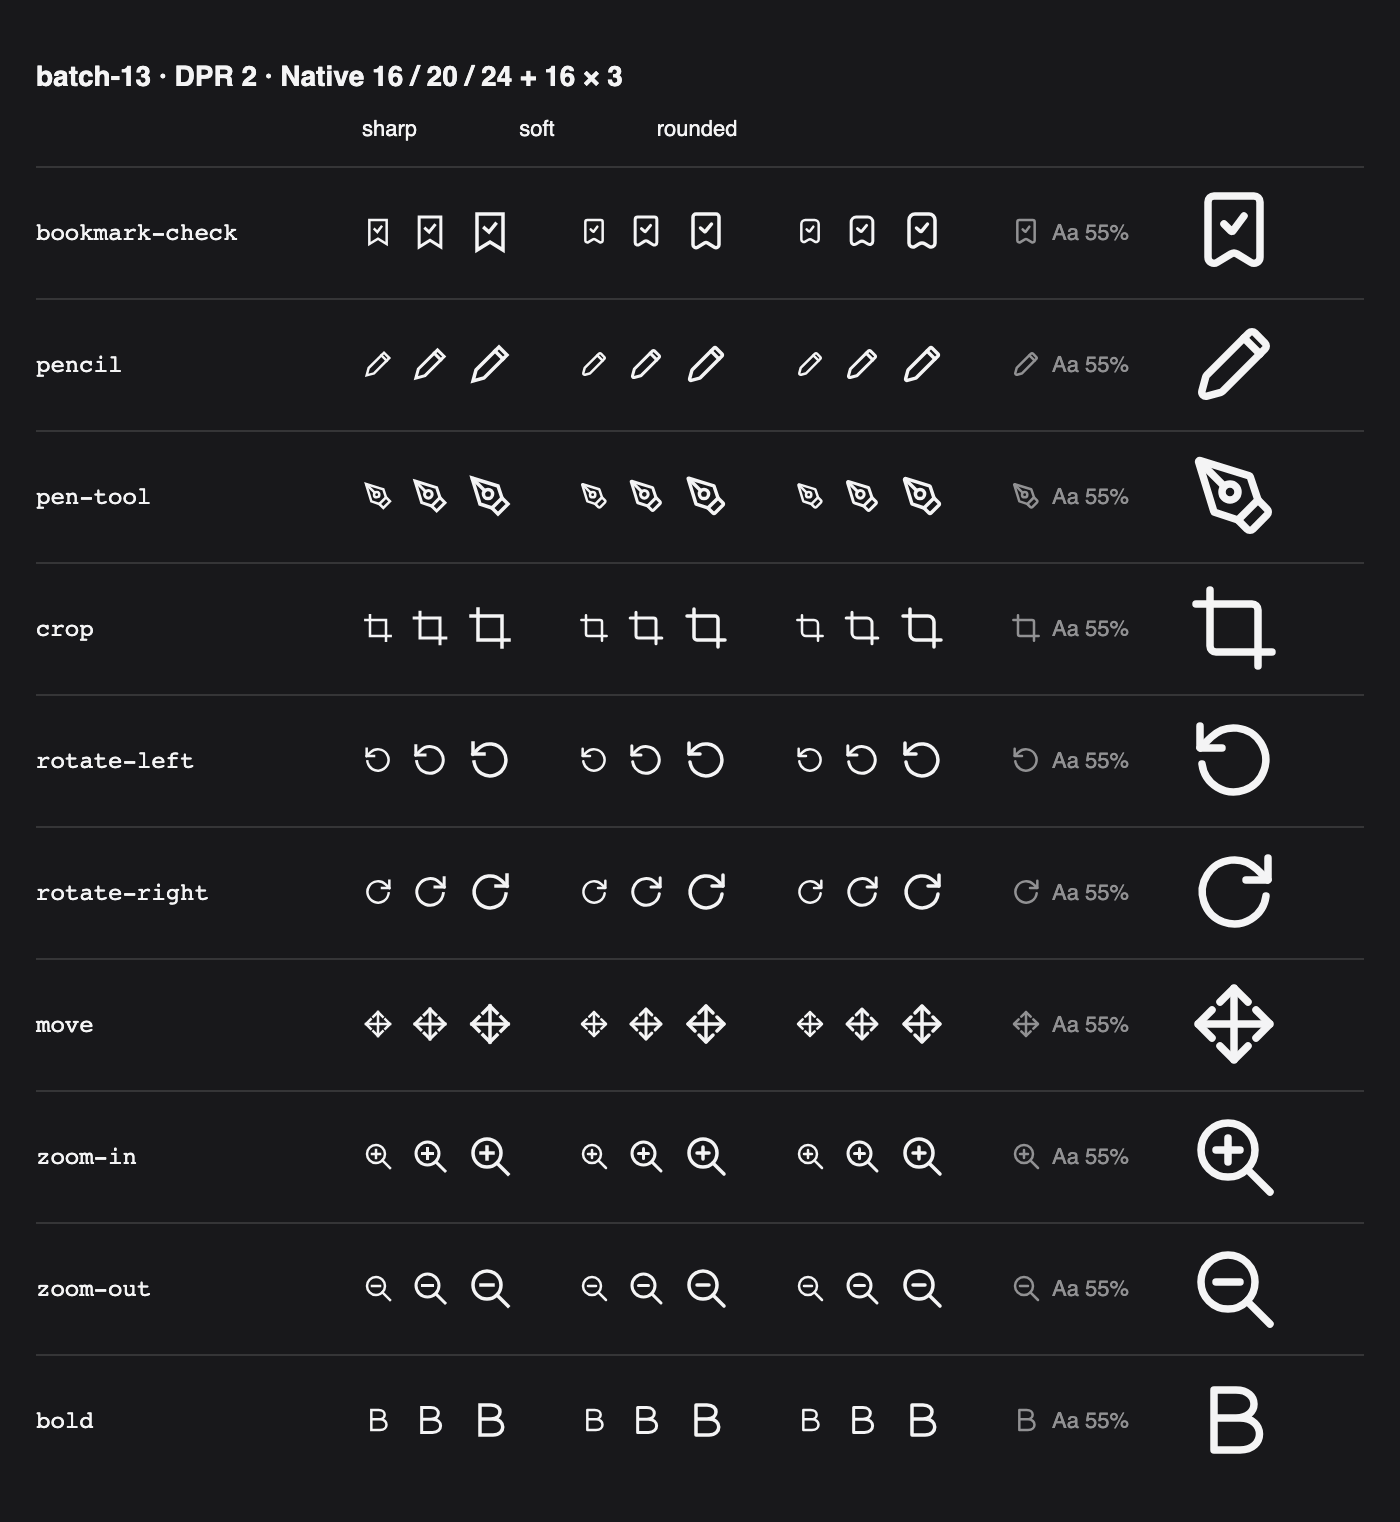 batch-13 · DPR 2 · Native 16 / 20 / 24 + 16 × 3
sharp soft rounded
bookmark-check Aa 55%
pencil Aa 55%
pen-tool Aa 55%
crop Aa 55%
rotate-left Aa 55%
rotate-right Aa 55%
move Aa 55%
zoom-in Aa 55%
zoom-out Aa 55%
bold Aa 55%